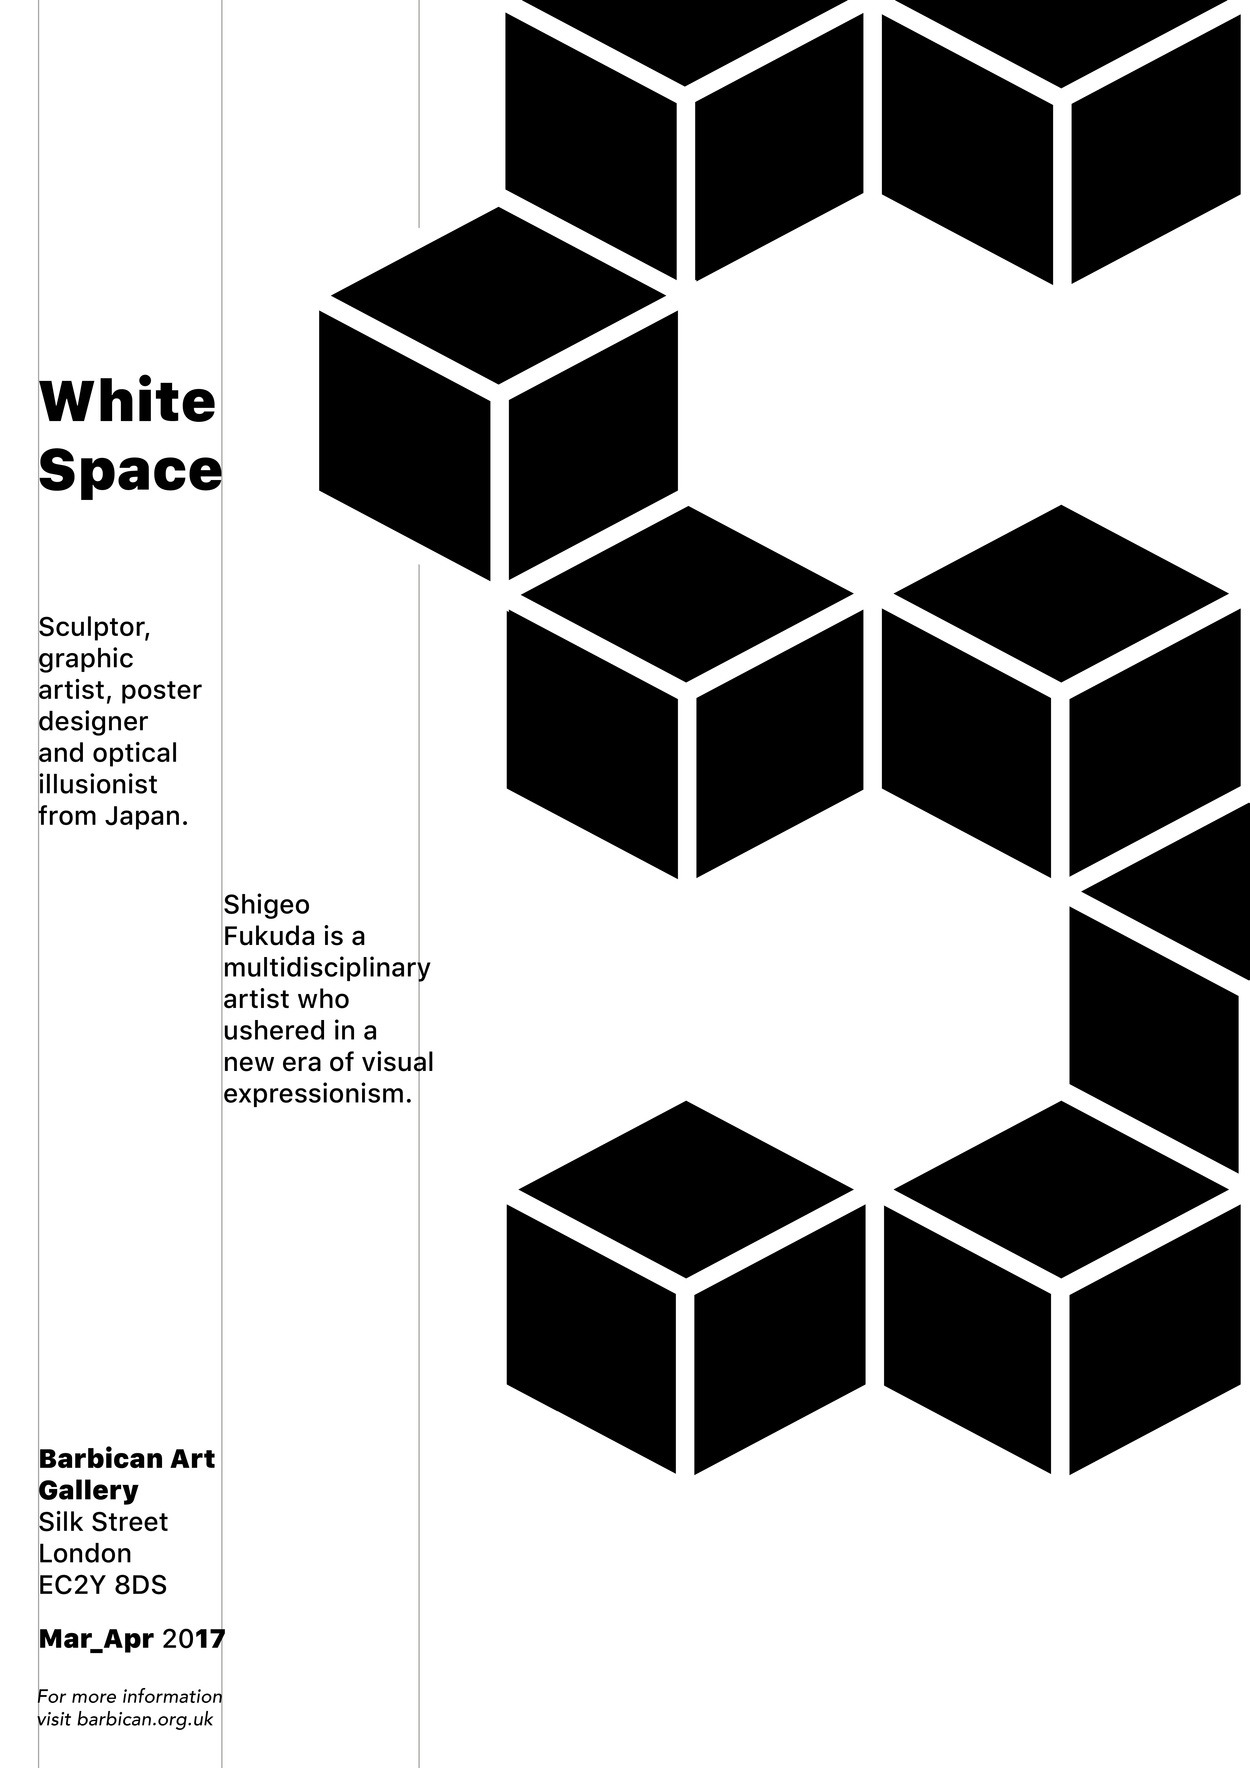 White
Space
Sculptor,
graphic
artist, poster
designer
and optical
illusionist
from Japan.
Shigeo
Fukuda is a
multidisciplinary
artist who
ushered in a
new era of visual
expressionism.
Barbican Art
Gallery
Silk Street
London
EC2Y 8DS
Mar_Apr 2017
For more information
visit barbican.org.uk